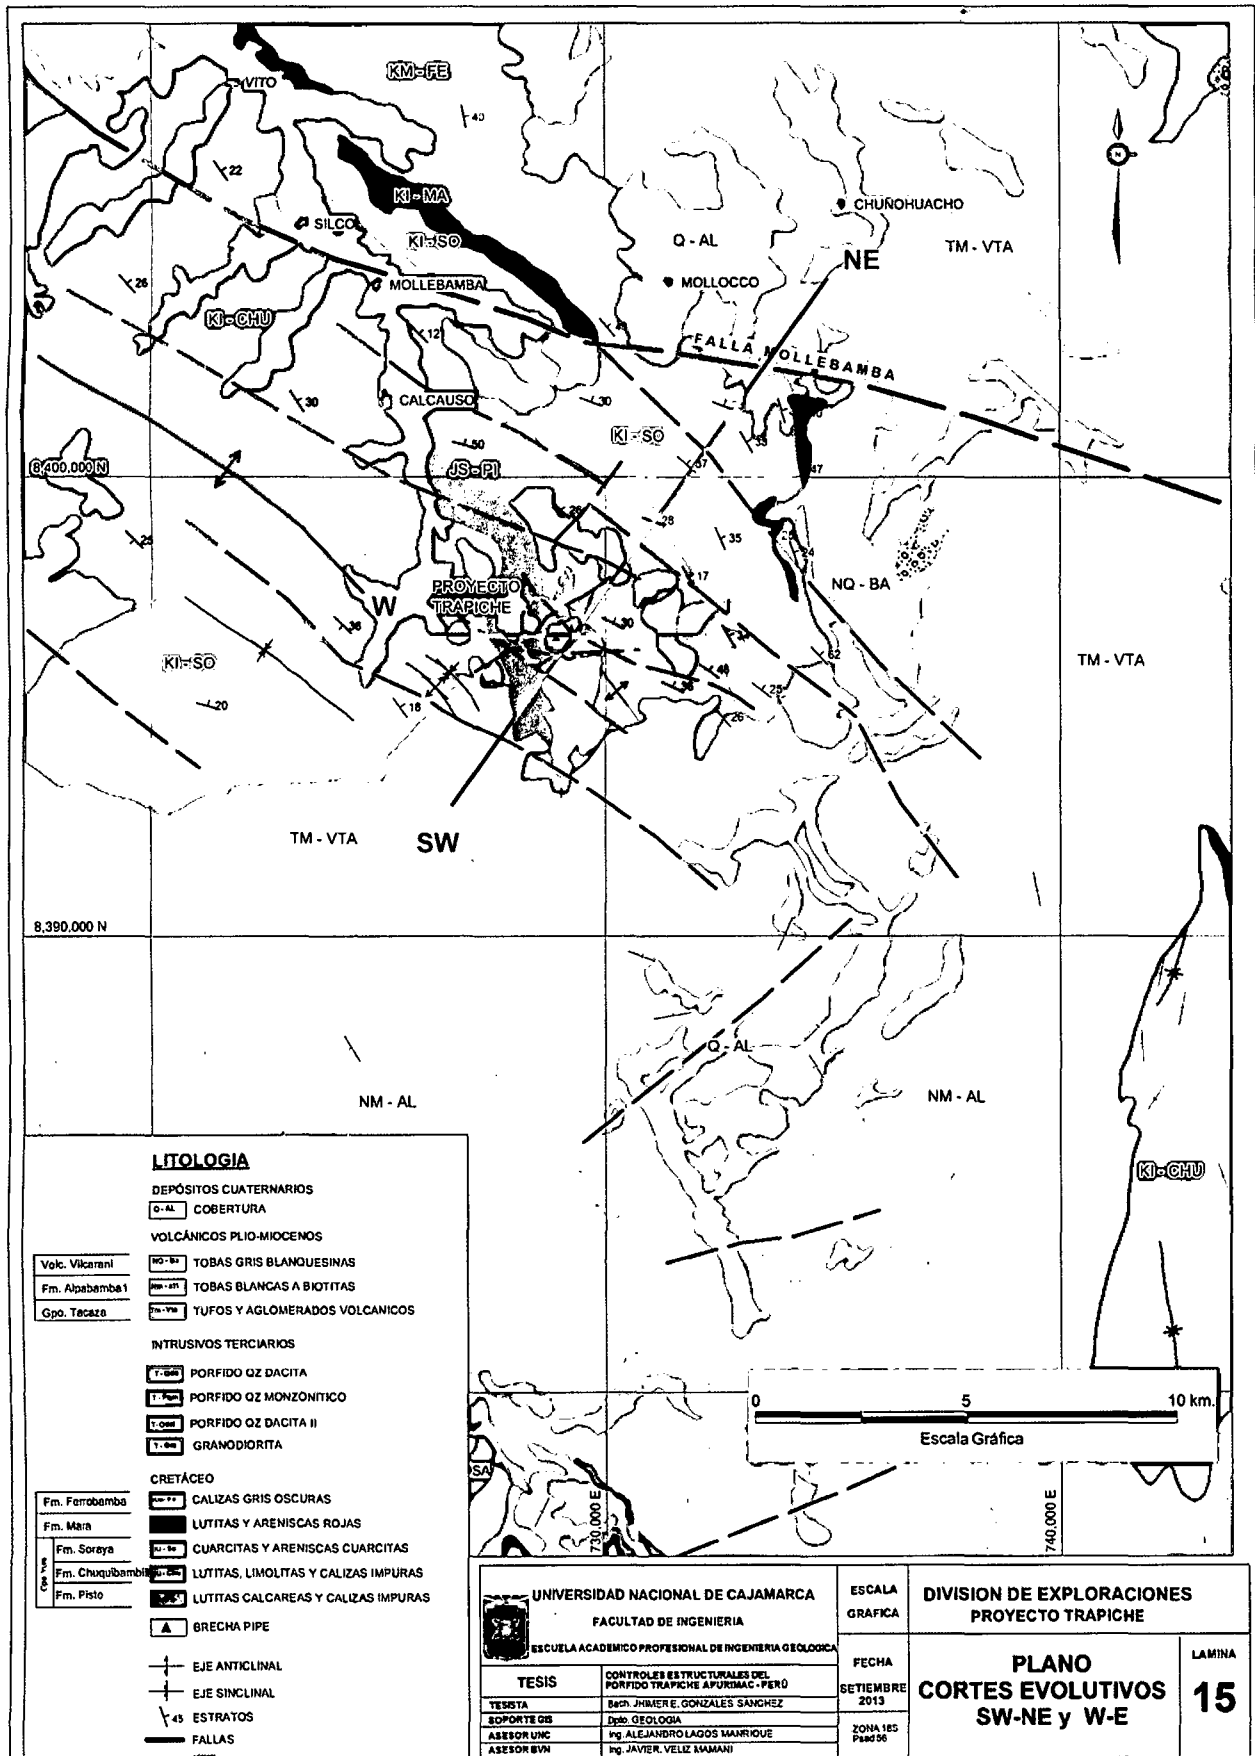 VITO
KM - FE
40
22
KI - MA
CHUÑOHUACHO
SILCO
KI - SO
Q - AL
TM - VTA
NE
N
26
MOLLEBAMBA
MOLLOCCO
KI - CHU
12
FALLA MOLLEBAMBA
30
CALCAUSO
30
KI - SO
50
37
47
8,400,000 N
JS - PI
28
35
25
24
NQ - BA
17
PROYECTO
TRAPICHE
W
30
KI - SO
62
TM - VTA
48
25
20
18
26
TM - VTA
SW
8,390,000 N
Q - AL
NM - AL
NM - AL
KI - CHU
LITOLOGIA
DEPÓSITOS CUATERNARIOS
Q-AL COBERTURA
VOLCÁNICOS PLIO-MIOCENOS
Volc. Vilcarani TOBAS GRIS BLANQUESINAS
Fm. Alpabamba1 TOBAS BLANCAS A BIOTITAS
Gpo. Tacaza TUFOS Y AGLOMERADOS VOLCANICOS
INTRUSIVOS TERCIARIOS
PORFIDO QZ DACITA
PORFIDO QZ MONZONITICO
PORFIDO QZ DACITA II
GRANODIORITA
CRETÁCEO
Fm. Ferrobamba CALIZAS GRIS OSCURAS
Fm. Mara LUTITAS Y ARENISCAS ROJAS
Fm. Soraya CUARCITAS Y ARENISCAS CUARCITAS
Fm. Chuquibambil LUTITAS, LIMOLITAS Y CALIZAS IMPURAS
Fm. Pisto LUTITAS CALCAREAS Y CALIZAS IMPURAS
BRECHA PIPE
EJE ANTICLINAL
EJE SINCLINAL
45 ESTRATOS
FALLAS
0 5 10 km.
Escala Gráfica
730,000 E
740,000 E
UNIVERSIDAD NACIONAL DE CAJAMARCA
FACULTAD DE INGENIERIA
ESCUELA ACADEMICO PROFESIONAL DE INGENIERIA GEOLOGICA
TESIS
CONTROLES ESTRUCTURALES DEL
PORFIDO TRAPICHE APURIMAC - PERÚ
TESISTA Bach. JHIMER E. GONZALES SANCHEZ
SOPORTE GIS Dpto. GEOLOGIA
ASESOR UNC Ing. ALEJANDRO LAGOS MANRIQUE
ASESOR BVN Ing. JAVIER. VELIZ MAMANI
ESCALA
GRAFICA
FECHA
SETIEMBRE
2013
ZONA 18S
Psad 56
DIVISION DE EXPLORACIONES
PROYECTO TRAPICHE
PLANO
CORTES EVOLUTIVOS
SW-NE y W-E
LAMINA
15